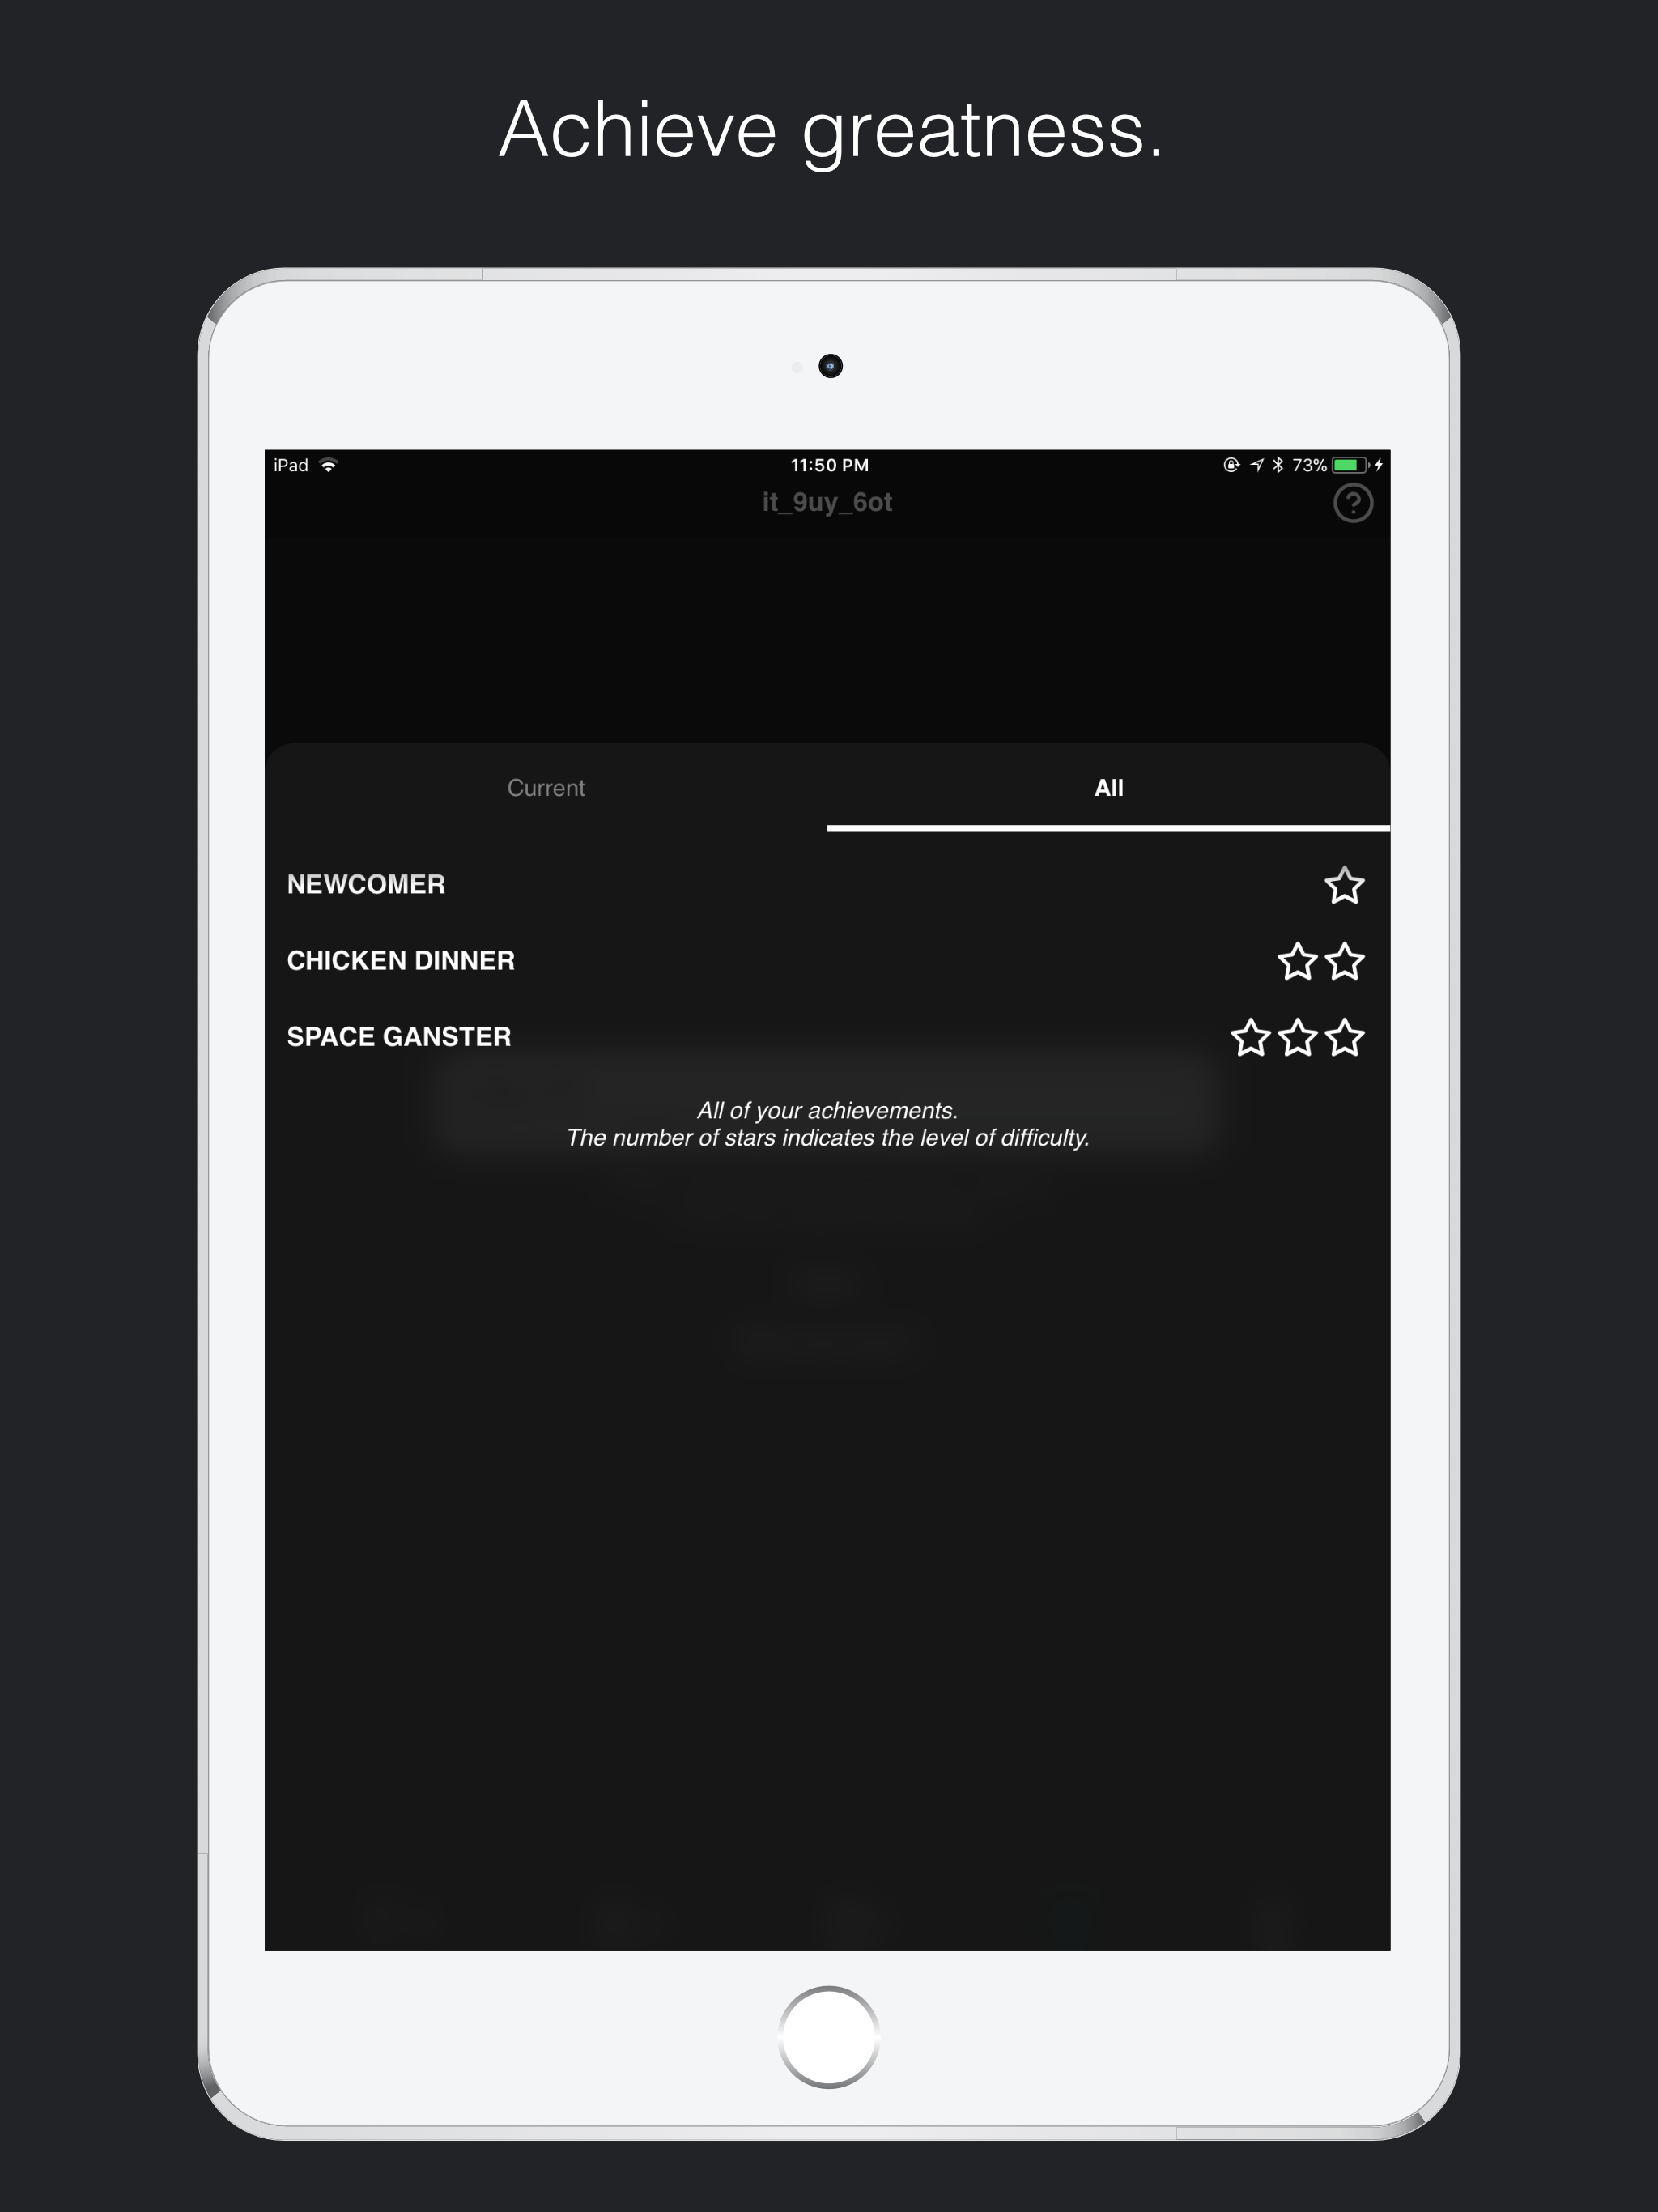 Achieve greatness.
iPad 11:50 PM 73%
it_9uy_6ot
?
Current All
NEWCOMER
CHICKEN DINNER
SPACE GANSTER
All of your achievements.
The number of stars indicates the level of difficulty.